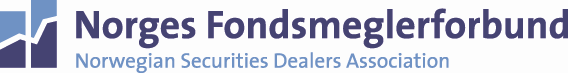 Norges Fondsmeglerforbund
Norwegian Securities Dealers Association